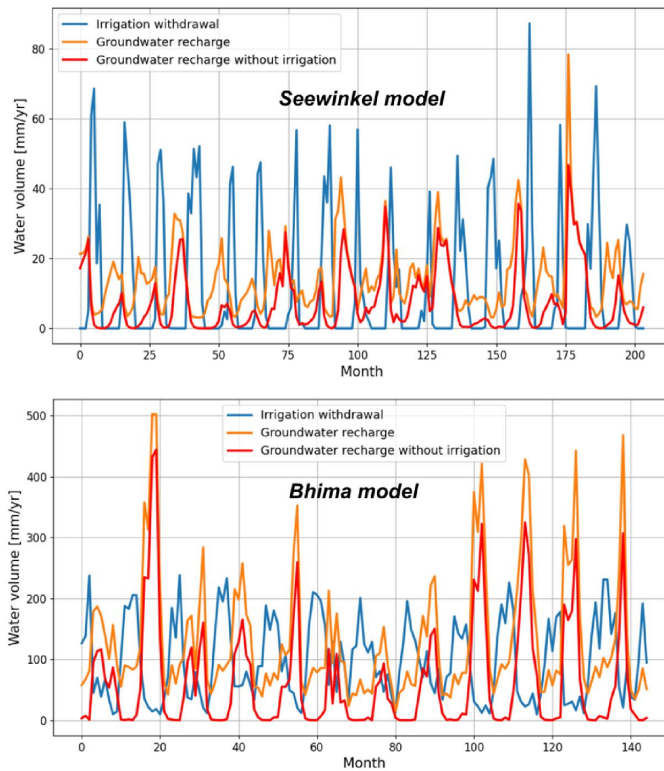 Irrigation withdrawal
Groundwater recharge
Groundwater recharge without irrigation
Seewinkel model
Water volume [mm/yr]
80
60
40
20
0
0 25 50 75 100 125 150 175 200
Month
Irrigation withdrawal
Groundwater recharge
Groundwater recharge without irrigation
Bhima model
Water volume [mm/yr]
500
400
300
200
100
0
0 20 40 60 80 100 120 140
Month